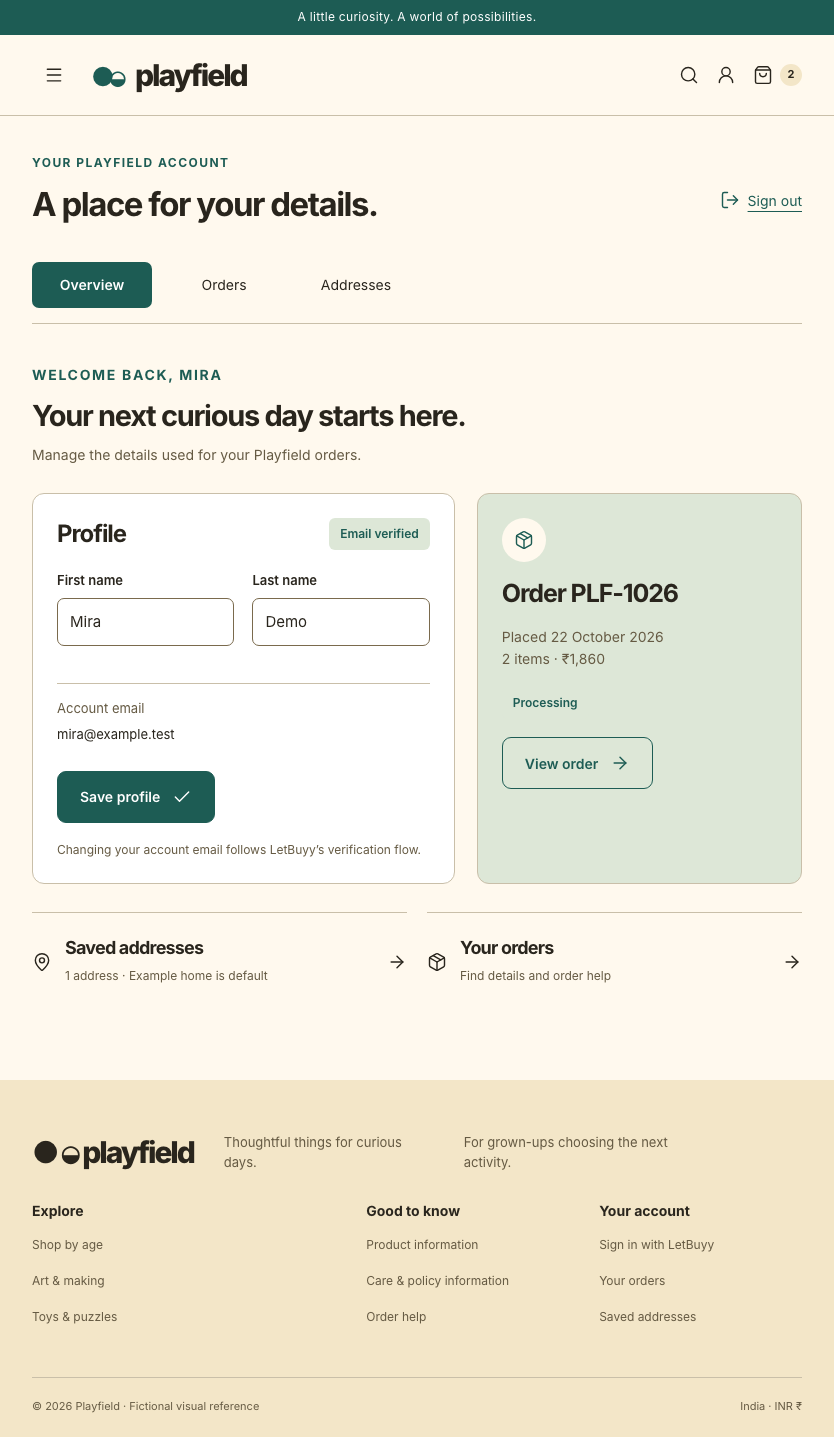 A little curiosity. A world of possibilities.
playfield
2
YOUR PLAYFIELD ACCOUNT
A place for your details.
Sign out
Overview
Orders
Addresses
WELCOME BACK, MIRA
Your next curious day starts here.
Manage the details used for your Playfield orders.
Profile
Email verified
First name
Last name
Mira
Demo
Account email
mira@example.test
Save profile
Changing your account email follows LetBuyy’s verification flow.
Order PLF-1026
Placed 22 October 2026
2 items · ₹1,860
Processing
View order
Saved addresses
1 address · Example home is default
Your orders
Find details and order help
playfield
Thoughtful things for curious
days.
For grown-ups choosing the next
activity.
Explore
Shop by age
Art & making
Toys & puzzles
Good to know
Product information
Care & policy information
Order help
Your account
Sign in with LetBuyy
Your orders
Saved addresses
© 2026 Playfield · Fictional visual reference
India · INR ₹